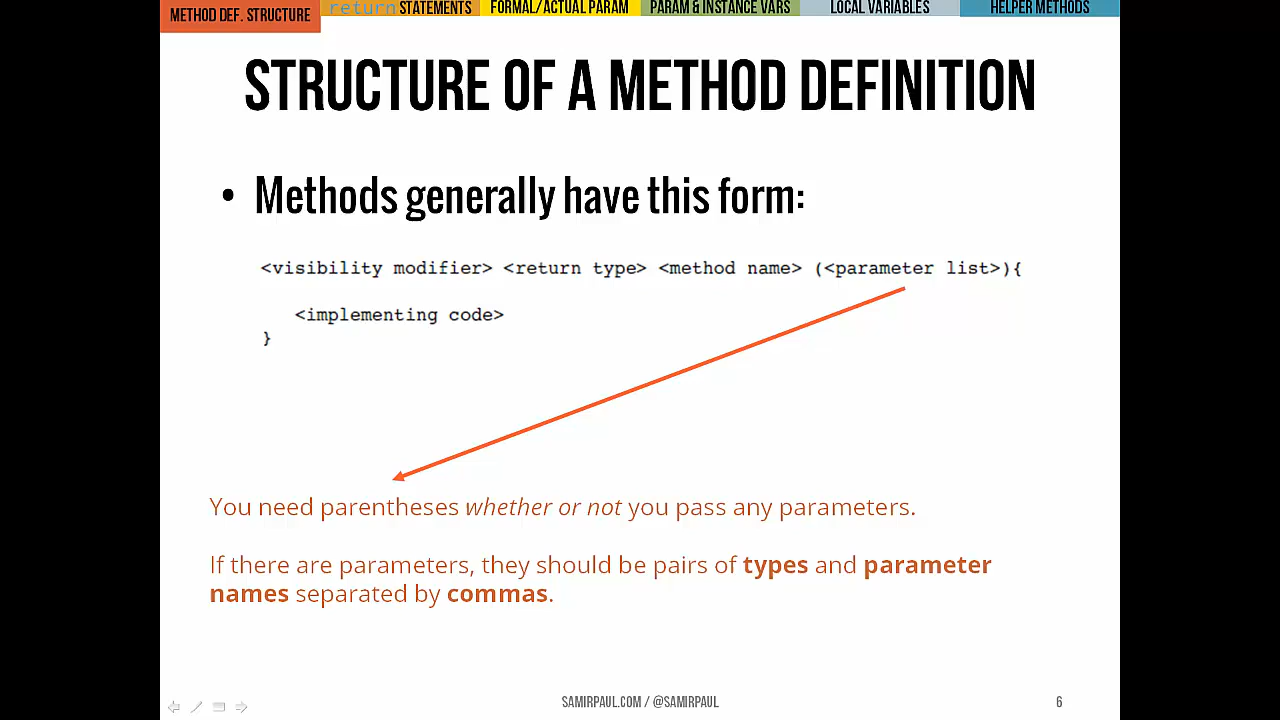 METHOD DEF. STRUCTURE
return STATEMENTS
FORMAL/ACTUAL PARAM
PARAM & INSTANCE VARS
LOCAL VARIABLES
HELPER METHODS
STRUCTURE OF A METHOD DEFINITION
• Methods generally have this form:
<visibility modifier> <return type> <method name> (<parameter list>){
<implementing code>
}
You need parentheses whether or not you pass any parameters.
If there are parameters, they should be pairs of types and parameter
names separated by commas.
SAMIRPAUL.COM / @SAMIRPAUL
6